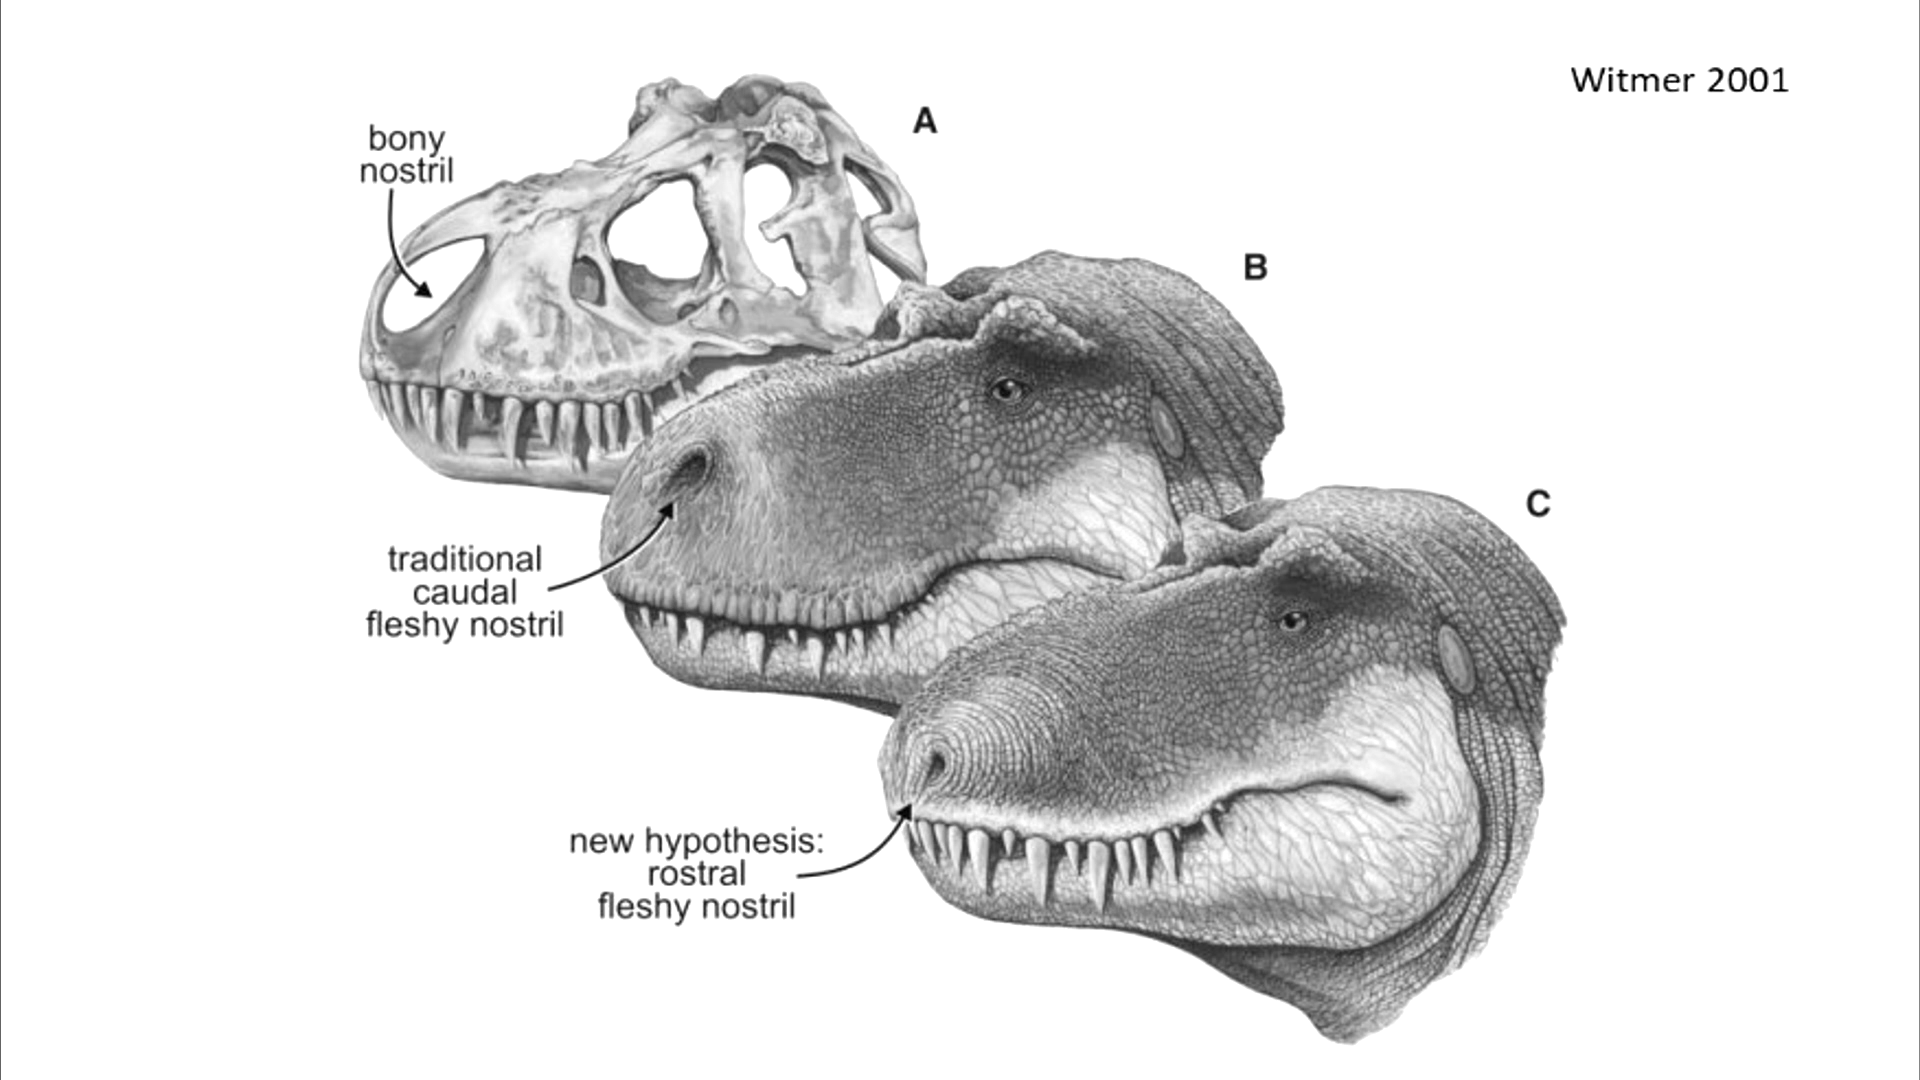 Witmer 2001
A
bony
nostril
B
traditional
caudal
fleshy nostril
C
new hypothesis:
rostral
fleshy nostril